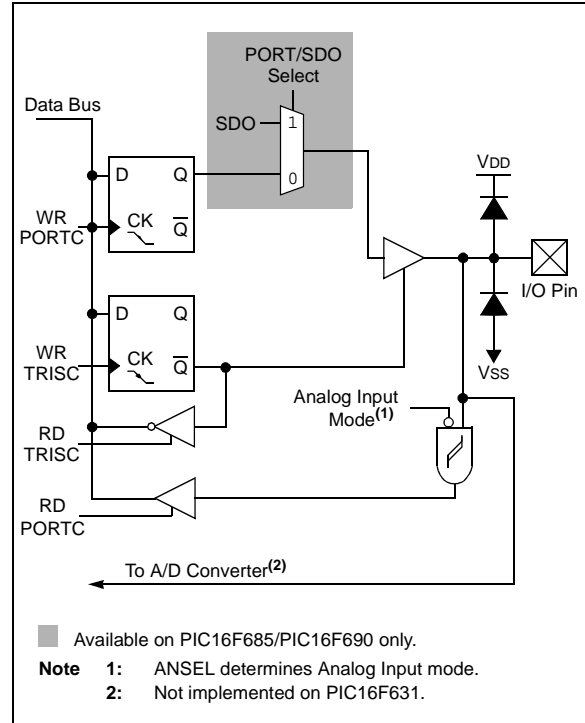 PORT/SDO
Select
Data Bus
SDO
1
0
D
Q
WR
PORTC
CK
Q
VDD
I/O Pin
VSS
D
Q
WR
TRISC
CK
Q
Analog Input
Mode(1)
RD
TRISC
RD
PORTC
To A/D Converter(2)
Available on PIC16F685/PIC16F690 only.
Note 1: ANSEL determines Analog Input mode.
2: Not implemented on PIC16F631.